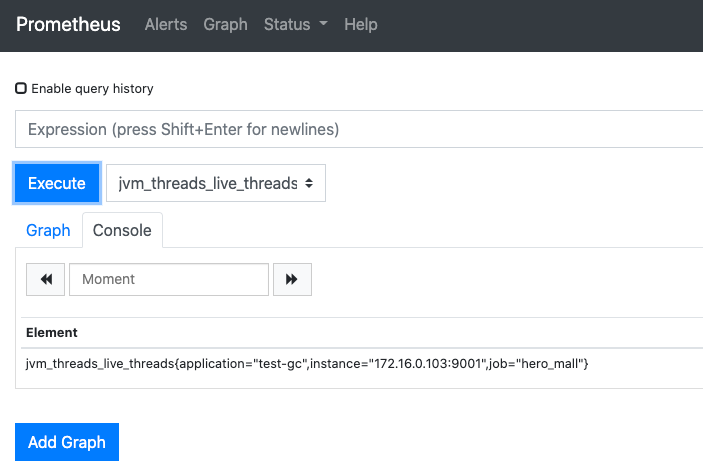 Prometheus Alerts Graph Status Help
Enable query history
Expression (press Shift+Enter for newlines)
Execute jvm_threads_live_threads
Graph Console
Moment
Element
jvm_threads_live_threads{application="test-gc",instance="172.16.0.103:9001",job="hero_mall"}
Add Graph